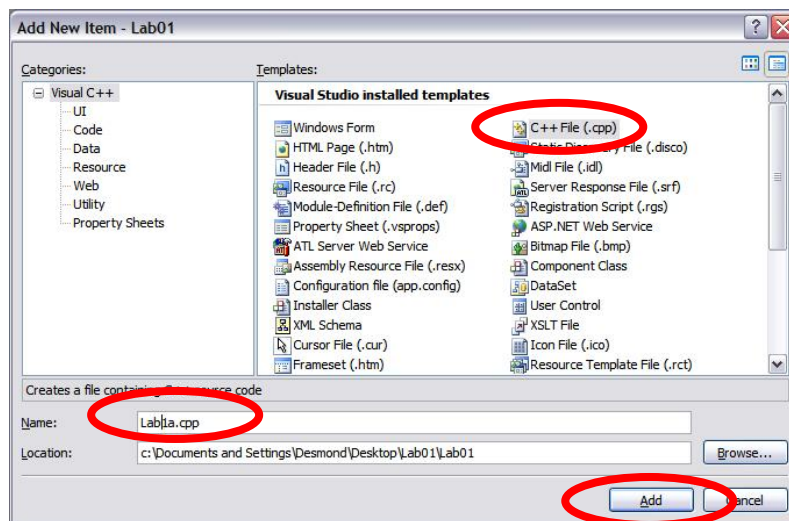 Add New Item - Lab01
Categories:
Templates:
Visual C++
UI
Code
Data
Resource
Web
Utility
Property Sheets
Visual Studio installed templates
Windows Form
HTML Page (.htm)
Header File (.h)
Resource File (.rc)
Module-Definition File (.def)
Property Sheet (.vsprops)
ATL Server Web Service
Assembly Resource File (.resx)
Configuration file (app.config)
Installer Class
XML Schema
Cursor File (.cur)
Frameset (.htm)
C++ File (.cpp)
Static Discovery File (.disco)
Midl File (.idl)
Server Response File (.srf)
Registration Script (.rgs)
ASP.NET Web Service
Bitmap File (.bmp)
Component Class
DataSet
User Control
XSLT File
Icon File (.ico)
Resource Template File (.rct)
Creates a file containing C++ source code
Name:
Lab1a.cpp
Location:
c:\Documents and Settings\Desmond\Desktop\Lab01\Lab01
Browse...
Add
Cancel